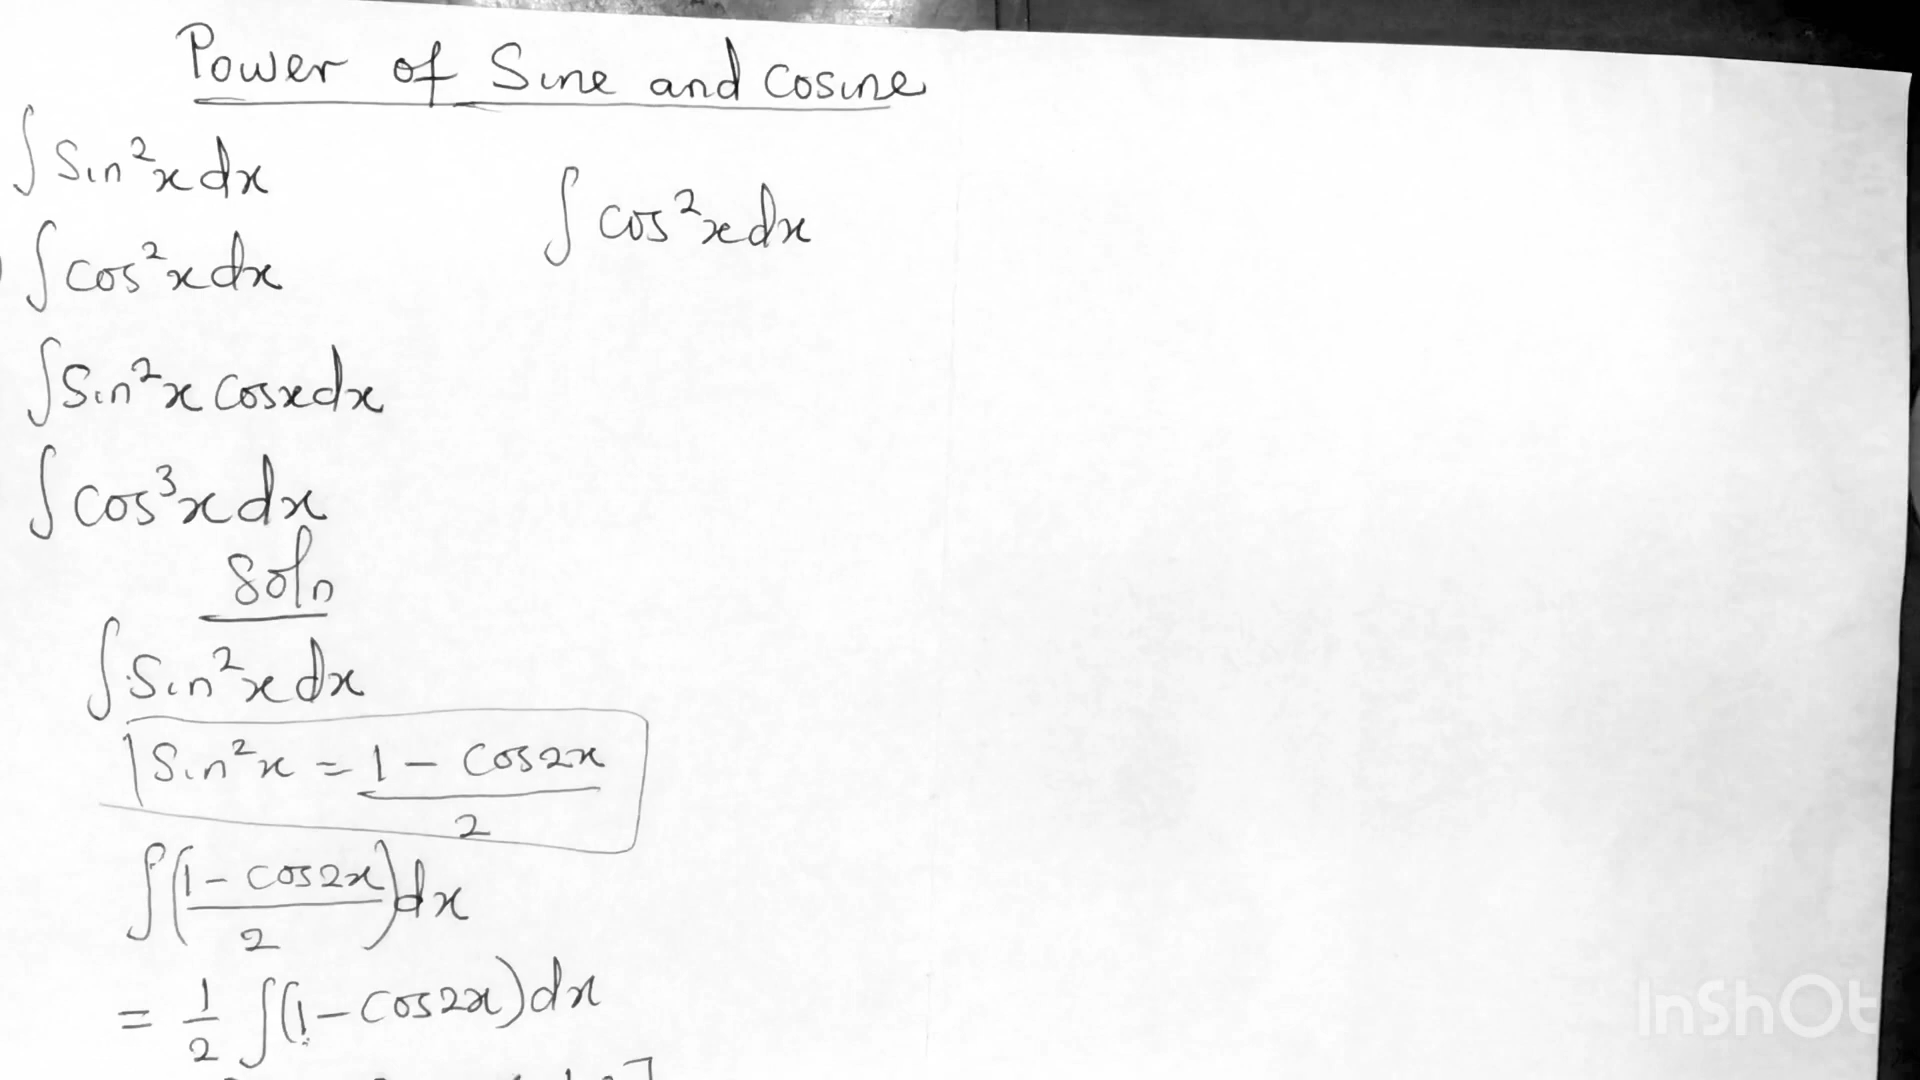 Power of Sine and Cosine
∫ Sin²x dx
∫ cos²x dx
∫ Sin²x cosx dx
∫ cos³x dx
soln
∫ Sin²x dx
Sin²x = 1 - cos2x
2
∫ (1 - cos2x) dx
2
= 1/2 ∫(1 - cos2x) dx
∫ cos²x dx
InShOt